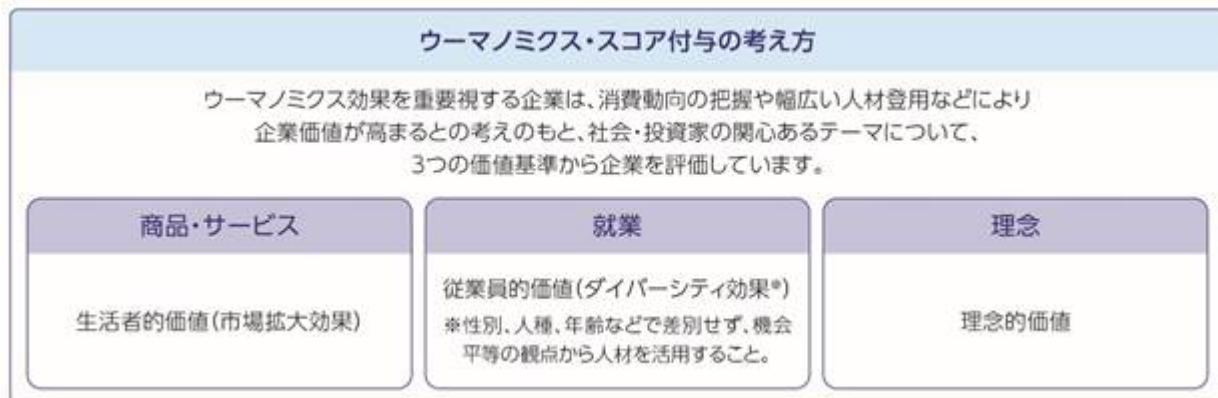 ウーマノミクス・スコア付与の考え方
ウーマノミクス効果を重要視する企業は、消費動向の把握や幅広い人材登用などにより
企業価値が高まるとの考えのもと、社会・投資家の関心あるテーマについて、
3つの価値基準から企業を評価しています。
商品・サービス
生活者的価値(市場拡大効果)
就業
従業員的価値(ダイバーシティ効果※)
※性別、人種、年齢などで差別せず、機会
平等の観点から人材を活用すること。
理念
理念的価値